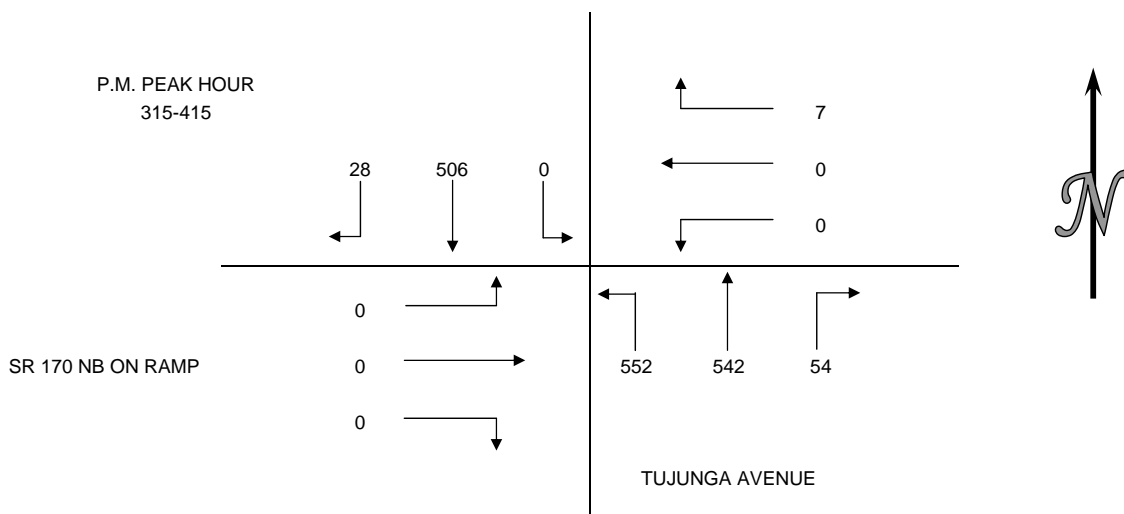 P.M. PEAK HOUR
315-415
7
28 506 0 0
0
0
SR 170 NB ON RAMP 0 552 542 54
0
TUJUNGA AVENUE
N